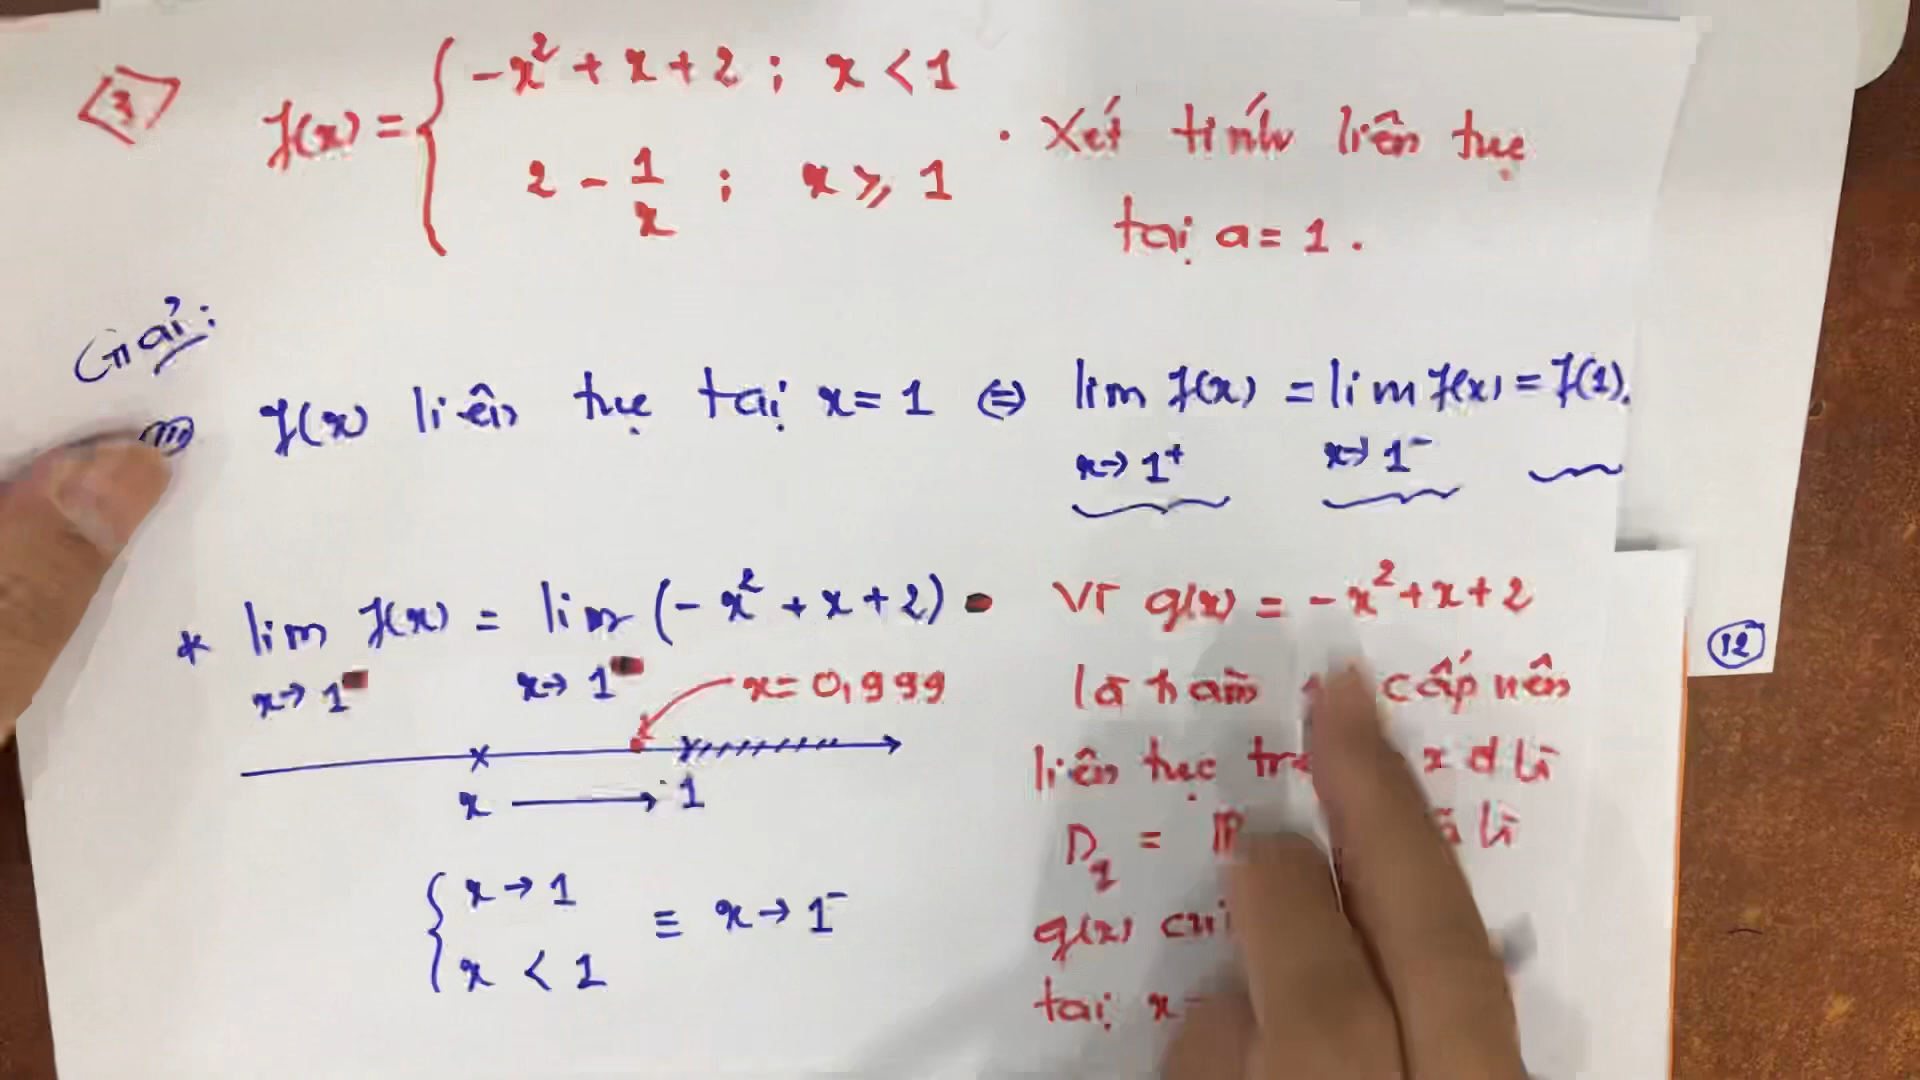 3
f(x) = { -x² + x + 2 ; x < 1
2 - 1/x ; x ⩾ 1
. Xét tính liên tục
tại a = 1 .
Giải:
f(x) liên tục tại x = 1 ⇔ lim f(x) = lim f(x) = f(1).
x → 1⁺ x → 1⁻
* lim f(x) = lim (- x² + x + 2)
x → 1 x → 1
x = 0,999
x → 1
{ x → 1
x < 1
≡ x → 1⁻
Vì g(x) = - x² + x + 2
là hàm cấp nên
liên tục
D_g =
g(x)
tại x
12